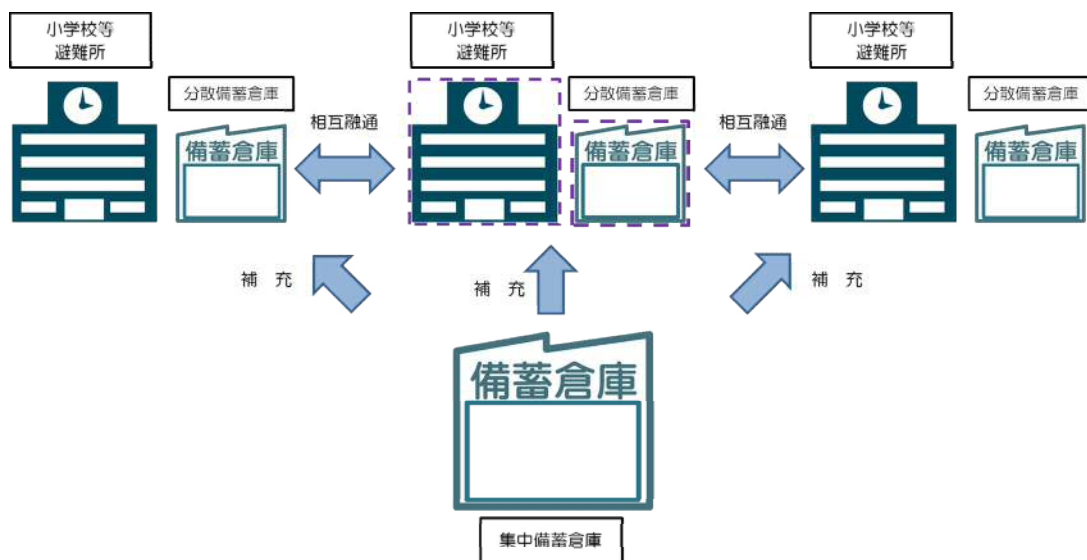 小学校等
避難所
小学校等
避難所
小学校等
避難所
分散備蓄倉庫
分散備蓄倉庫
分散備蓄倉庫
相互融通
相互融通
備蓄倉庫
備蓄倉庫
備蓄倉庫
補 充
補 充
補 充
備蓄倉庫
集中備蓄倉庫